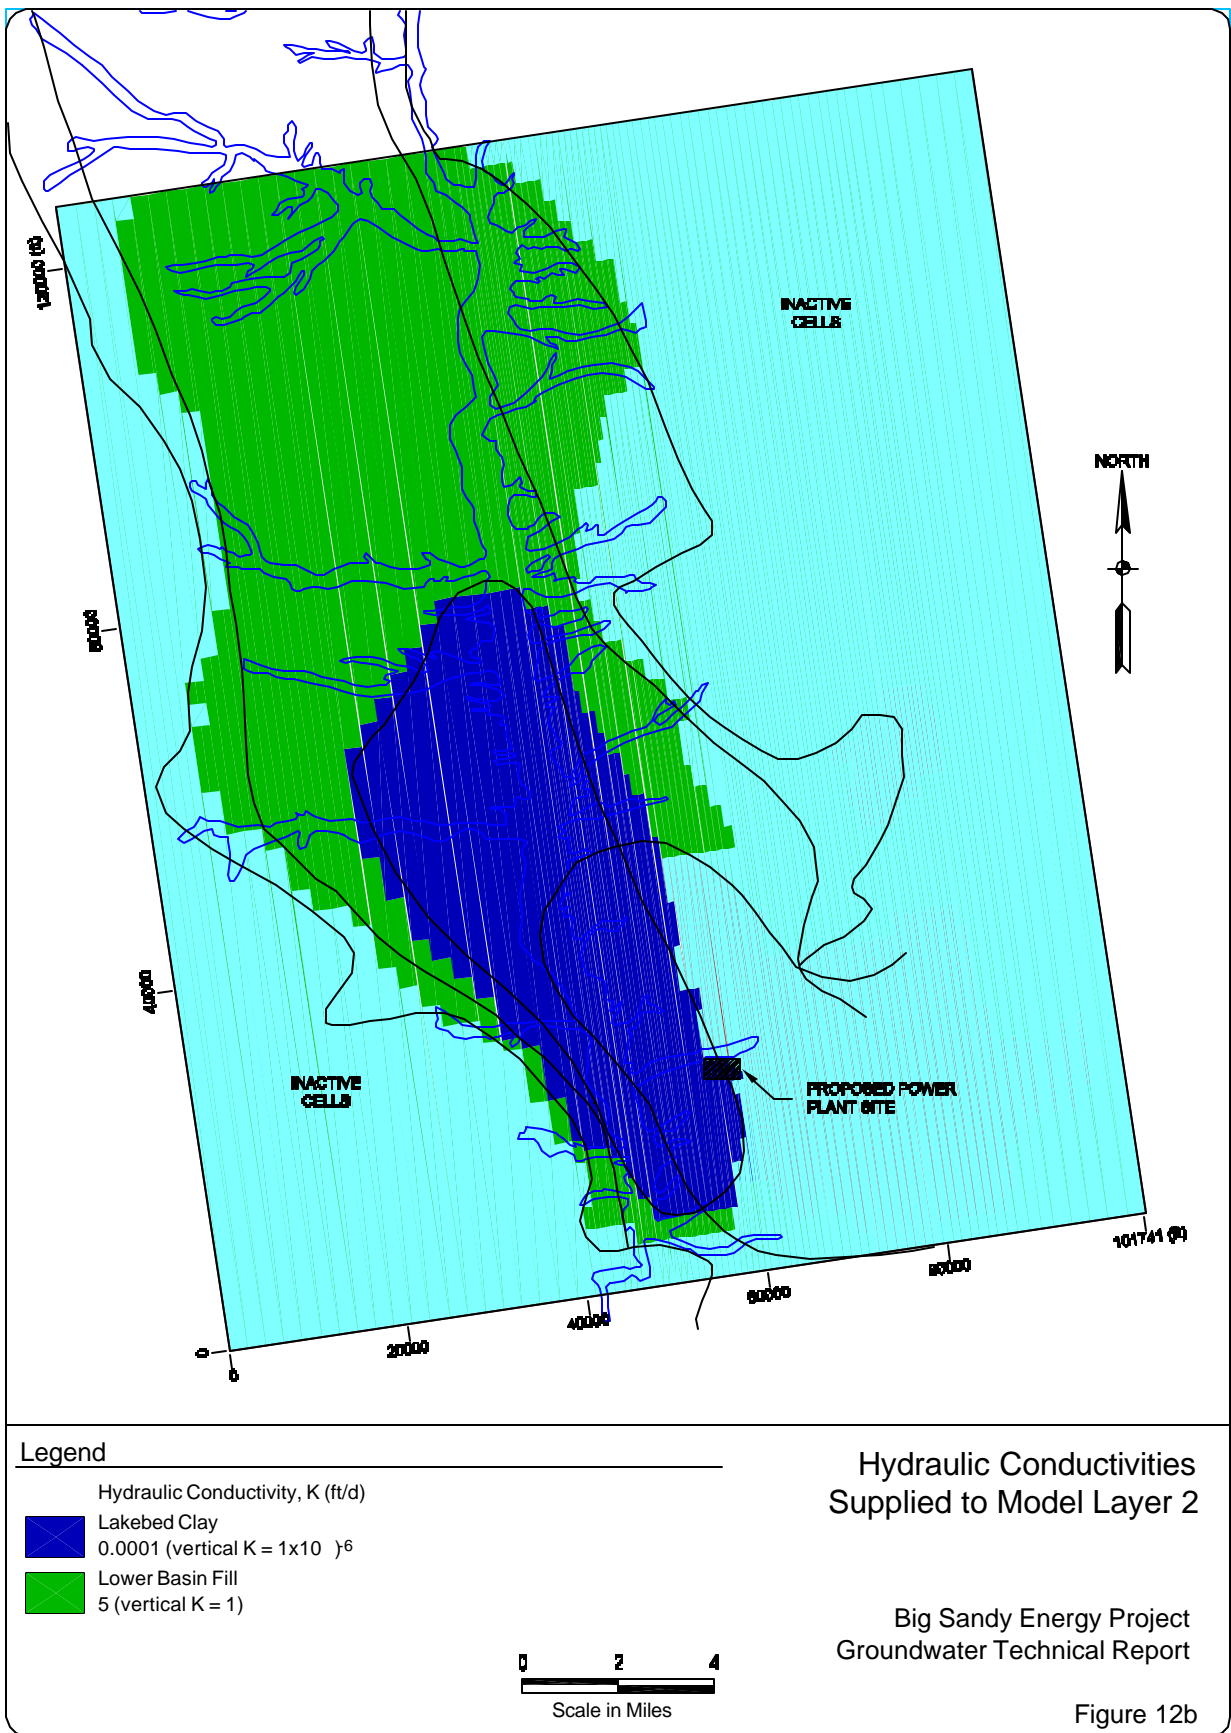 INACTIVE
CELLS
120000 (ft)
NORTH
80000
40000
INACTIVE
CELLS
PROPOSED POWER
PLANT SITE
0
0
20000
40000
60000
80000
101741 (ft)
Legend
Hydraulic Conductivity, K (ft/d)
Lakebed Clay
0.0001 (vertical K = 1x10 )-6
Lower Basin Fill
5 (vertical K = 1)
Hydraulic Conductivities
Supplied to Model Layer 2
Big Sandy Energy Project
Groundwater Technical Report
0 2 4
Scale in Miles
Figure 12b